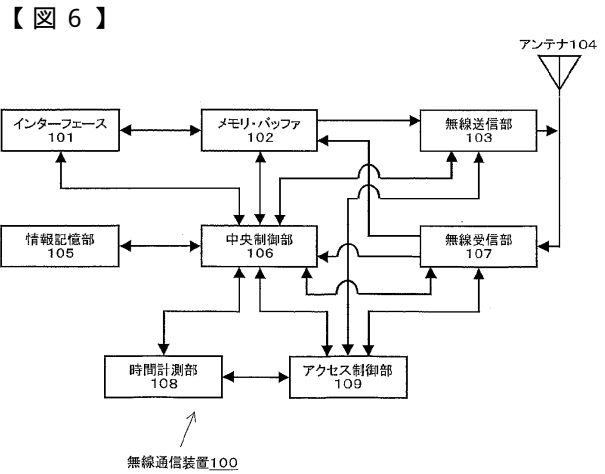 【図6】
アンテナ104
インターフェース
101
メモリ・バッファ
102
無線送信部
103
情報記憶部
105
中央制御部
106
無線受信部
107
時間計測部
108
アクセス制御部
109
無線通信装置100